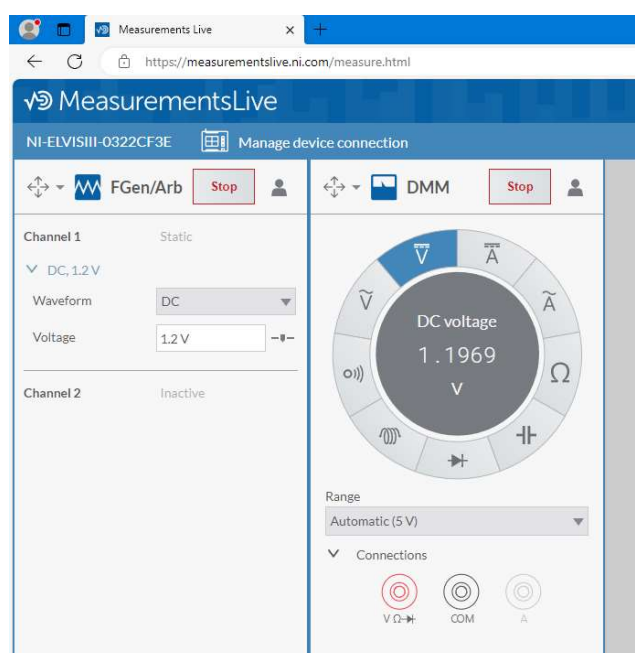 Measurements Live
https://measurementslive.ni.com/measure.html
MeasurementsLive
NI-ELVISIII-0322CF3E Manage device connection
FGen/Arb Stop
Channel 1 Static
DC, 1.2 V
Waveform DC
Voltage 1.2 V
Channel 2 Inactive
DMM Stop
V
A
V
A
Ω
DC voltage
1.1969
V
Range
Automatic (5 V)
Connections
V Ω COM A